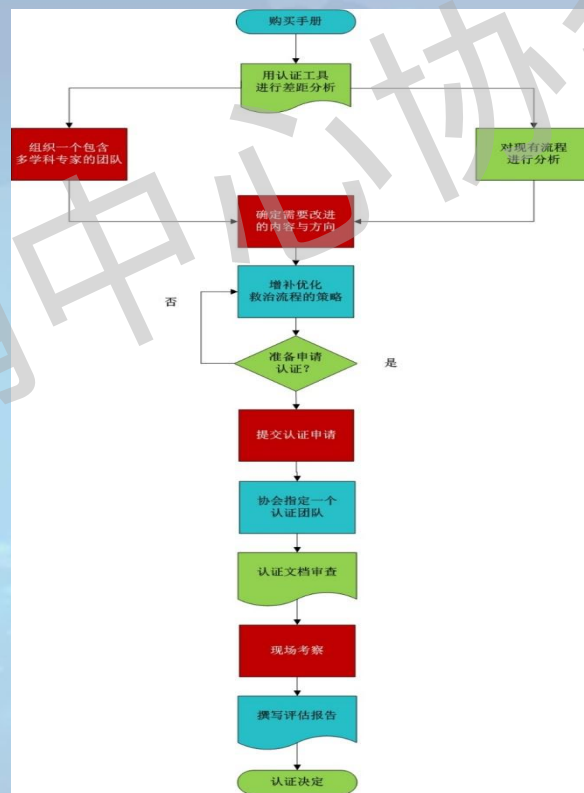 购买手册
用认证工具
进行差距分析
组织一个包含
多学科专家的团队
对现有流程
进行分析
确定需要改进
的内容与方向
增补优化
救治流程的策略
否
准备申请
认证？
是
提交认证申请
协会指定一个
认证团队
认证文档审查
现场考察
撰写评估报告
认证决定
中心协